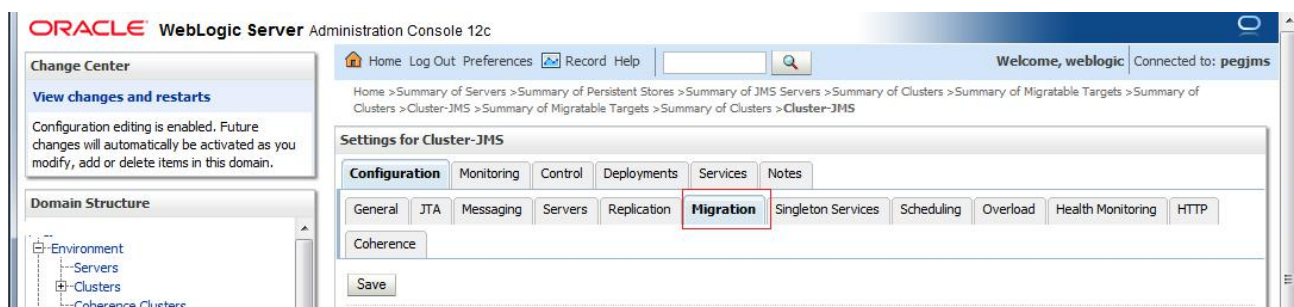 ORACLE WebLogic Server Administration Console 12c
Change Center
View changes and restarts
Configuration editing is enabled. Future
changes will automatically be activated as you
modify, add or delete items in this domain.
Domain Structure
Environment
Servers
Clusters
Coherence Clusters
Home Log Out Preferences Record Help
Welcome, weblogic Connected to: pegjms
Home >Summary of Servers >Summary of Persistent Stores >Summary of JMS Servers >Summary of Clusters >Summary of Migratable Targets >Summary of
Clusters >Cluster-JMS >Summary of Migratable Targets >Summary of Clusters >Cluster-JMS
Settings for Cluster-JMS
Configuration Monitoring Control Deployments Services Notes
General JTA Messaging Servers Replication Migration Singleton Services Scheduling Overload Health Monitoring HTTP
Coherence
Save